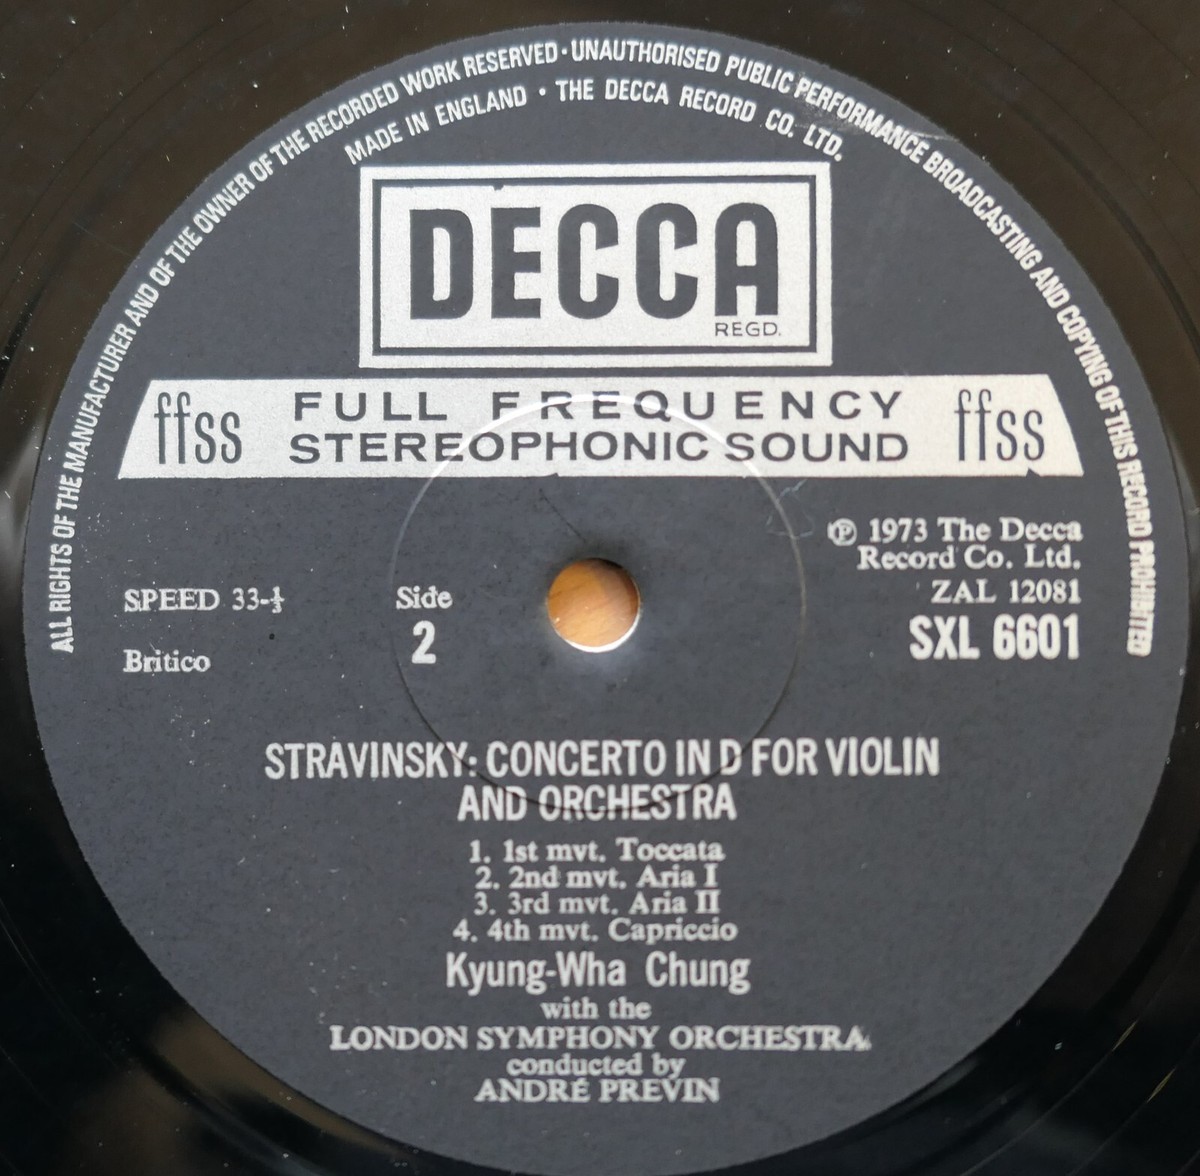 ALL RIGHTS OF THE MANUFACTURER AND OF THE OWNER OF THE RECORDED WORK RESERVED · UNAUTHORISED PUBLIC PERFORMANCE BROADCASTING AND COPYING OF THIS RECORD PROHIBITED
MADE IN ENGLAND · THE DECCA RECORD CO. LTD.
DECCA
REGD.
ffss FULL FREQUENCY STEREOPHONIC SOUND ffss
℗ 1973 The Decca
Record Co. Ltd.
ZAL 12081
SXL 6601
SPEED 33-⅓
Britico
Side
2
STRAVINSKY: CONCERTO IN D FOR VIOLIN
AND ORCHESTRA
1. 1st mvt. Toccata
2. 2nd mvt. Aria I
3. 3rd mvt. Aria II
4. 4th mvt. Capriccio
Kyung-Wha Chung
with the
LONDON SYMPHONY ORCHESTRA
conducted by
ANDRÉ PREVIN